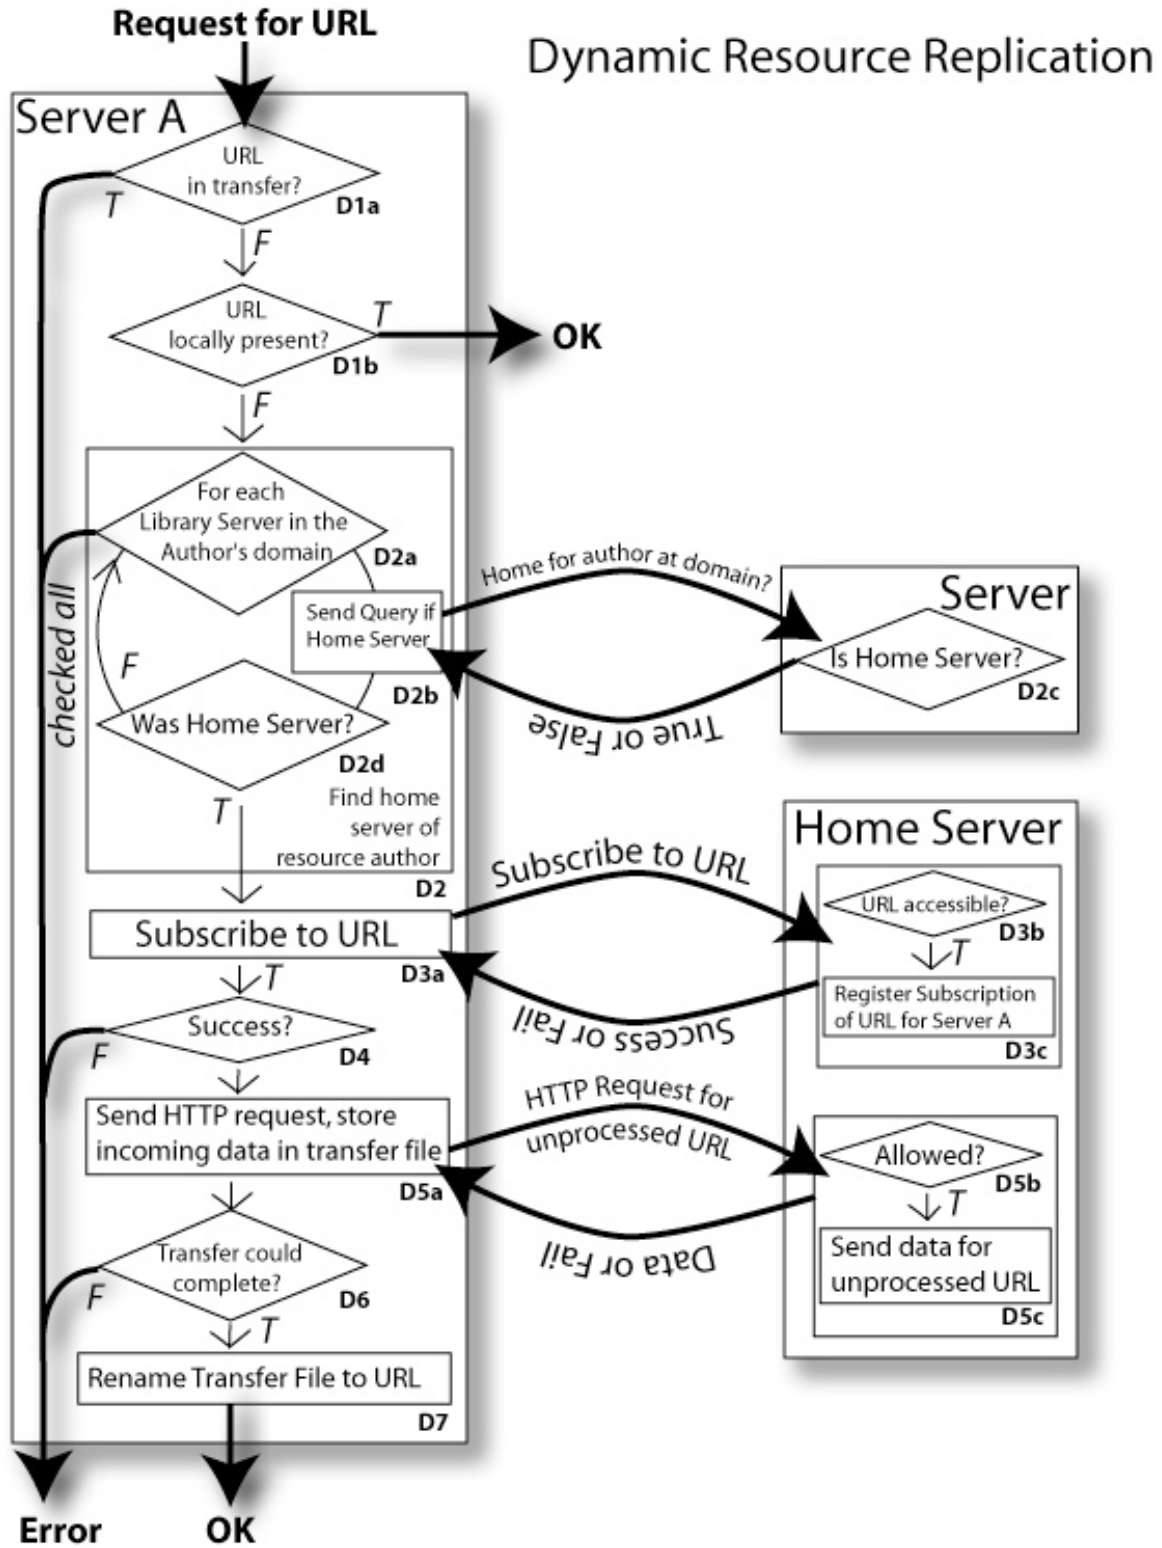 Request for URL
Dynamic Resource Replication
Server A
URL
in transfer?
D1a
T
F
URL
locally present?
D1b
T
OK
F
For each
Library Server in the
Author's domain
D2a
Send Query if
Home Server
D2b
Home for author at domain?
Server
Is Home Server?
D2c
True or False
checked all
F
Was Home Server?
D2d
T
Find home
server of
resource author
D2
Subscribe to URL
D3a
Subscribe to URL
Home Server
URL accessible?
D3b
T
Register Subscription
of URL for Server A
D3c
Success or Fail
T
Success?
D4
F
Send HTTP request, store
incoming data in transfer file
D5a
HTTP Request for
unprocessed URL
Allowed?
D5b
T
Send data for
unprocessed URL
D5c
Data or Fail
Transfer could
complete?
D6
F
T
Rename Transfer File to URL
D7
Error
OK